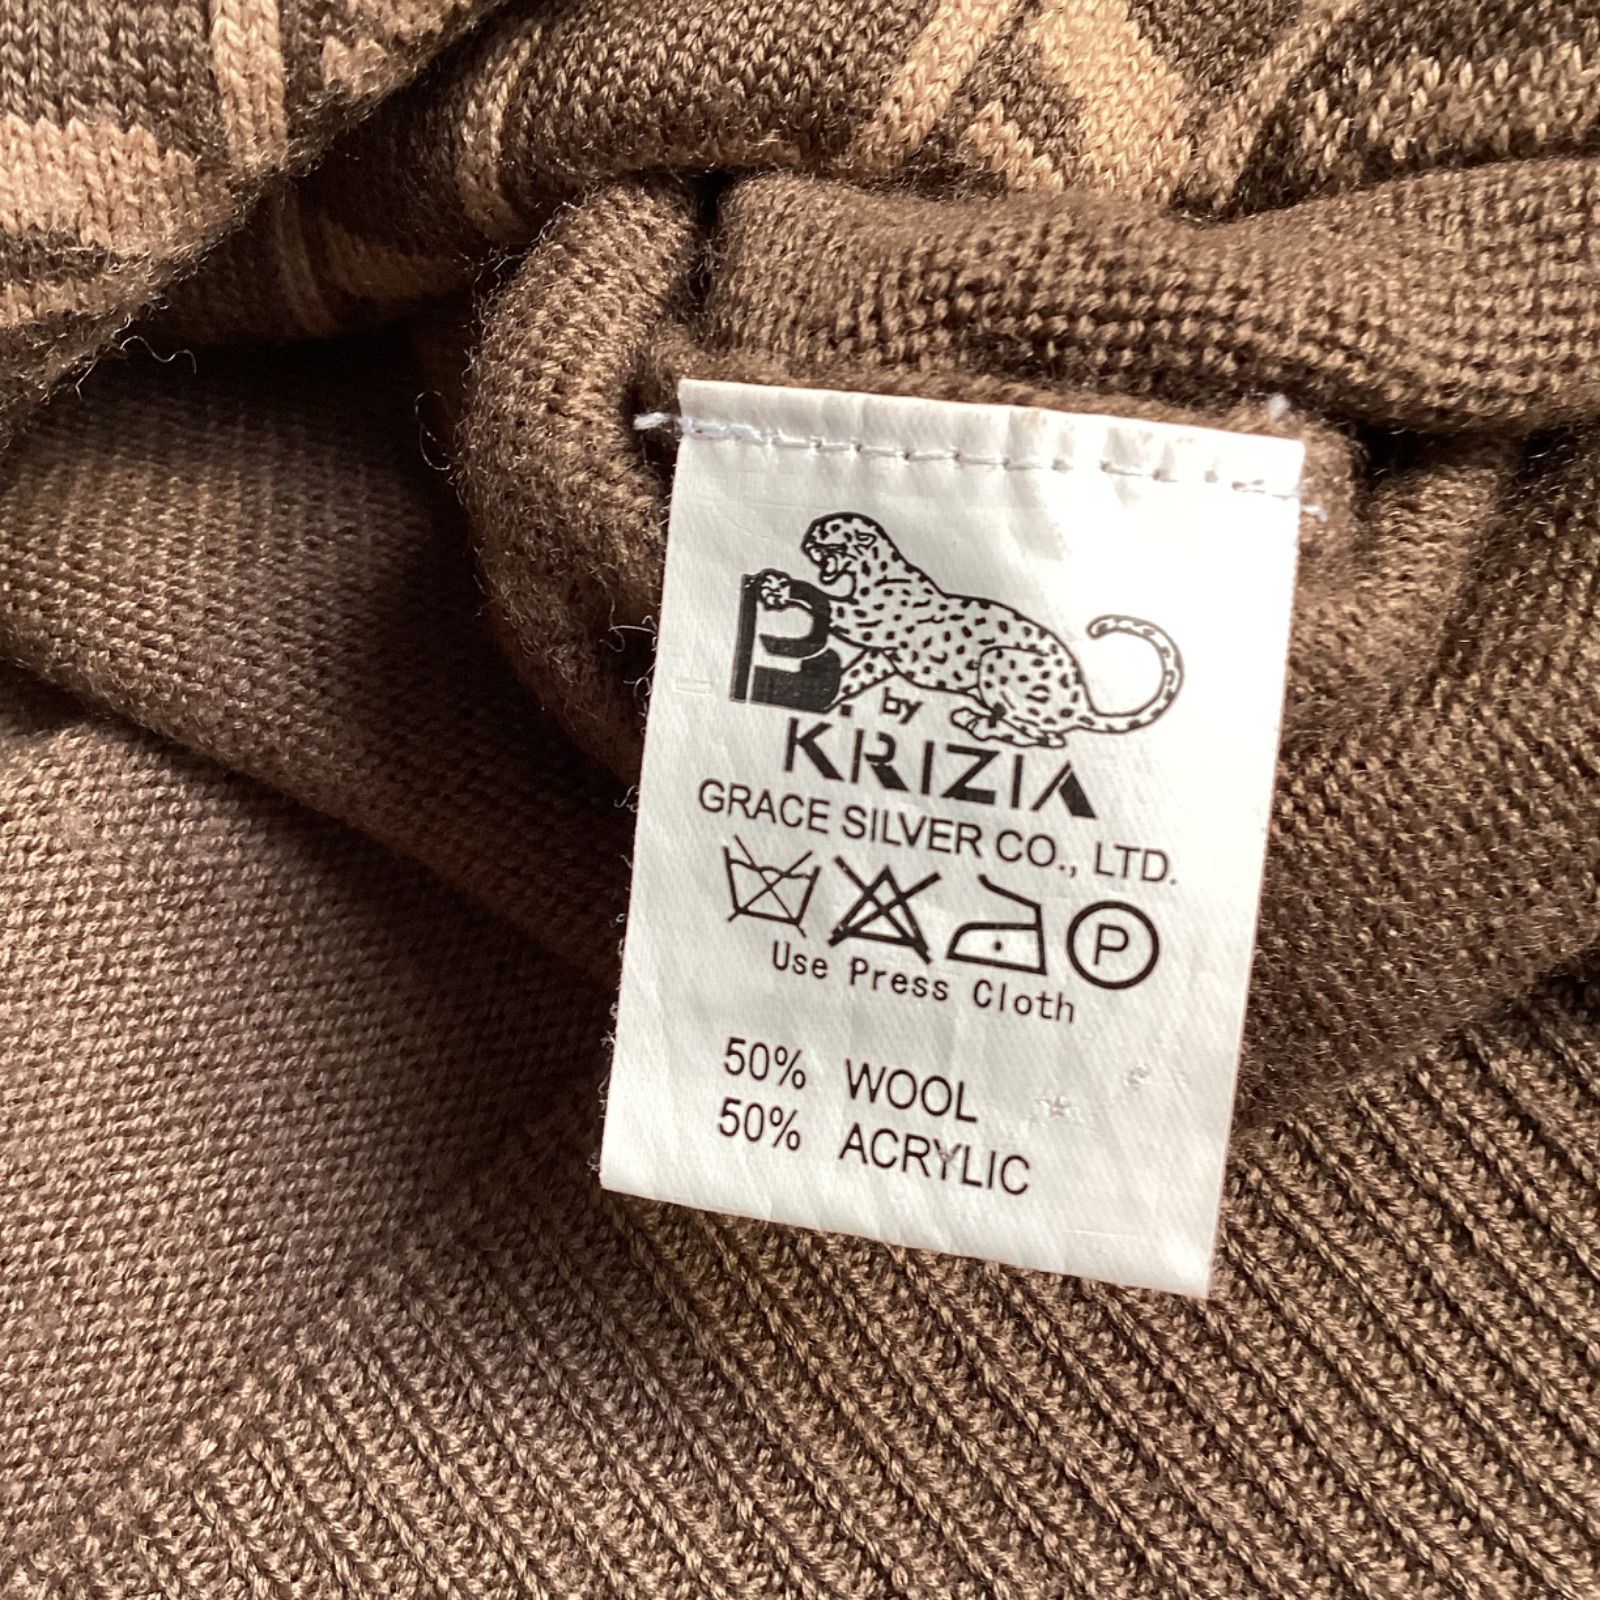 B. by
KRIZIA
GRACE SILVER CO., LTD.
P
Use Press Cloth
50% WOOL
50% ACRYLIC